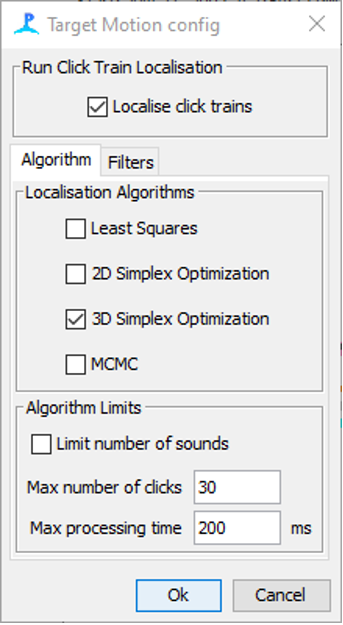 Target Motion config
Run Click Train Localisation
Localise click trains
Algorithm Filters
Localisation Algorithms
Least Squares
2D Simplex Optimization
3D Simplex Optimization
MCMC
Algorithm Limits
Limit number of sounds
Max number of clicks 30
Max processing time 200 ms
Ok Cancel